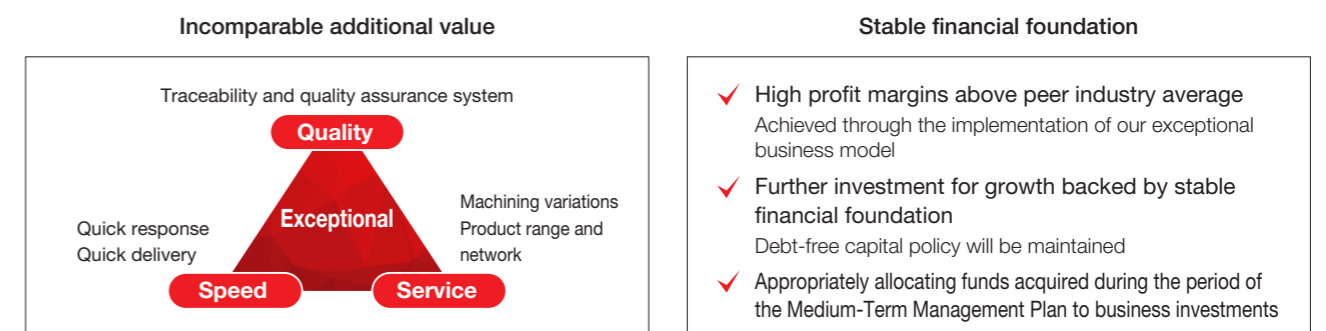 Incomparable additional value
Traceability and quality assurance system
Quality
Exceptional
Quick response
Quick delivery
Machining variations
Product range and
network
Speed
Service
Stable financial foundation
High profit margins above peer industry average
Achieved through the implementation of our exceptional
business model
Further investment for growth backed by stable
financial foundation
Debt-free capital policy will be maintained
Appropriately allocating funds acquired during the period of
the Medium-Term Management Plan to business investments